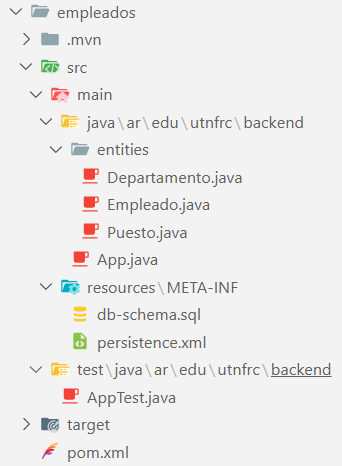 empleados
.mvn
src
main
java\ar\edu\utnfrc\backend
entities
Departamento.java
Empleado.java
Puesto.java
App.java
resources\META-INF
db-schema.sql
persistence.xml
test\java\ar\edu\utnfrc\backend
AppTest.java
target
pom.xml